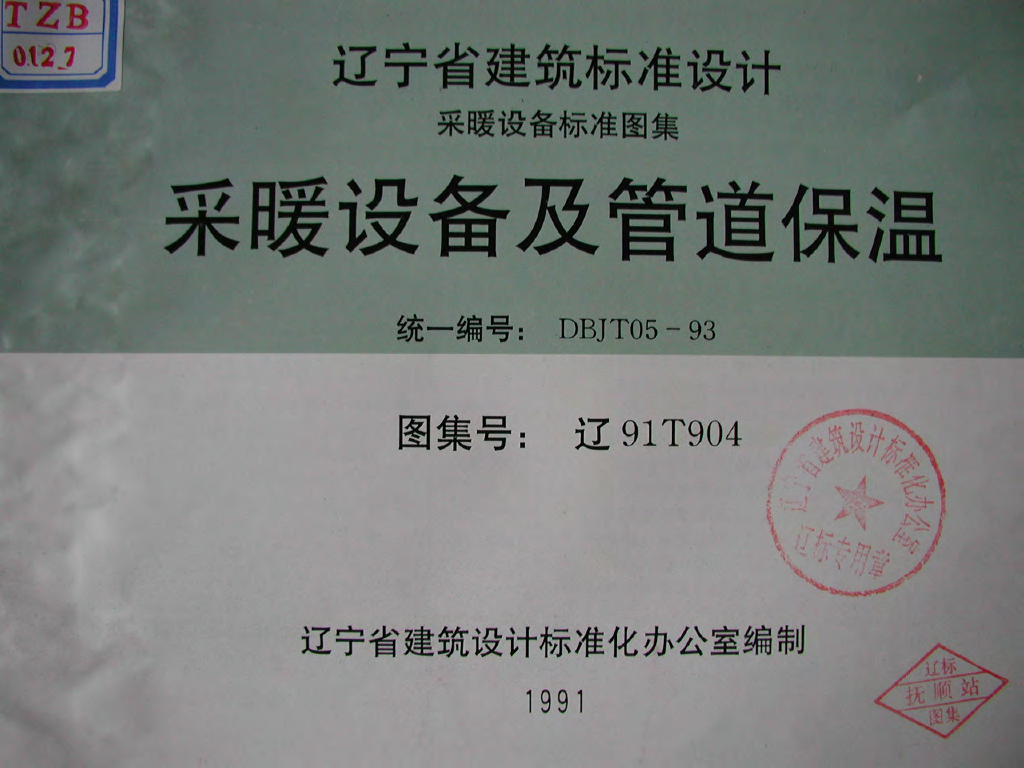 TZB
012_7
辽宁省建筑标准设计
采暖设备标准图集
采暖设备及管道保温
统一编号： DBJT05－93
图集号： 辽91T904
辽宁省建筑设计标准化办公室
辽标专用章
辽宁省建筑设计标准化办公室编制
1991
辽标
抚顺站
图集